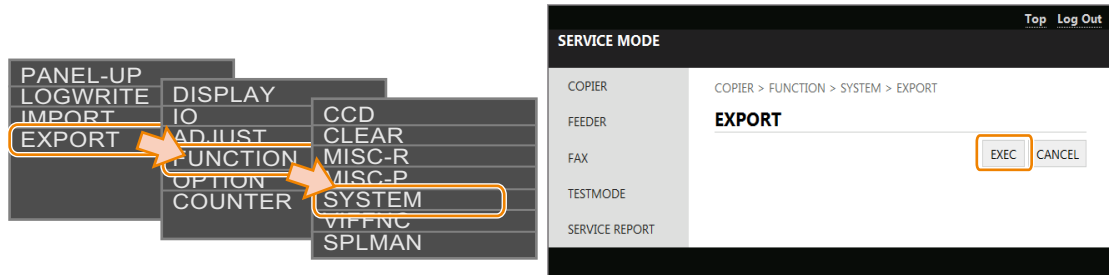 PANEL-UP
LOGWRITE
IMPORT
EXPORT
DISPLAY
IO
ADJUST
FUNCTION
OPTION
COUNTER
CCD
CLEAR
MISC-R
MISC-P
SYSTEM
VIFFNC
SPLMAN
Top Log Out
SERVICE MODE
COPIER
FEEDER
FAX
TESTMODE
SERVICE REPORT
COPIER > FUNCTION > SYSTEM > EXPORT
EXPORT
EXEC CANCEL